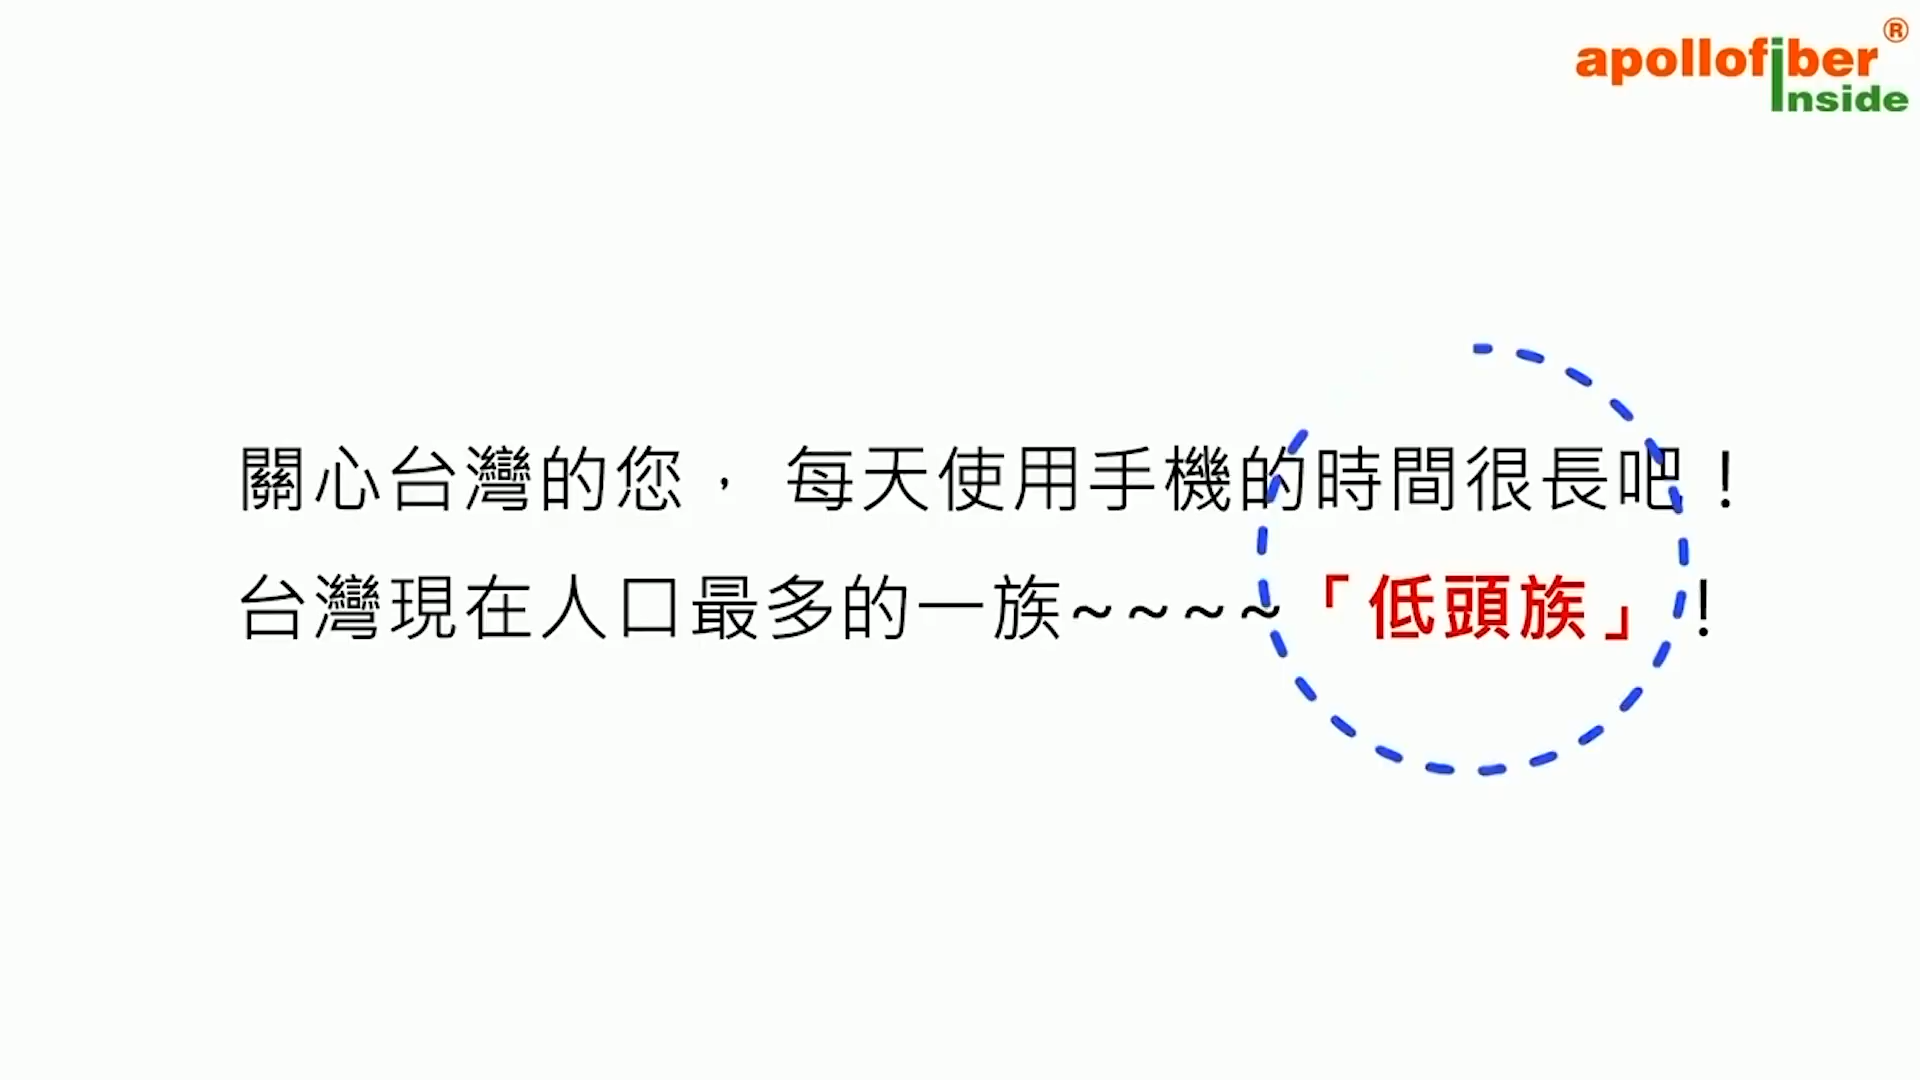 apollofiber®
inside
關心台灣的您，每天使用手機的時間很長吧！
台灣現在人口最多的一族~~~~「低頭族」！